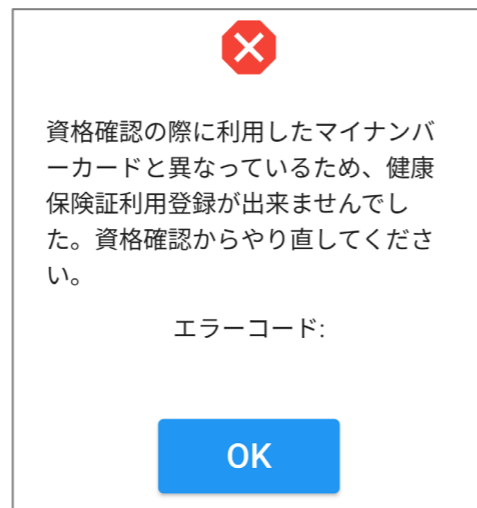 資格確認の際に利用したマイナンバ
ーカードと異なっているため、健康
保険証利用登録が出来ませんでし
た。資格確認からやり直してくださ
い。
エラーコード:
OK